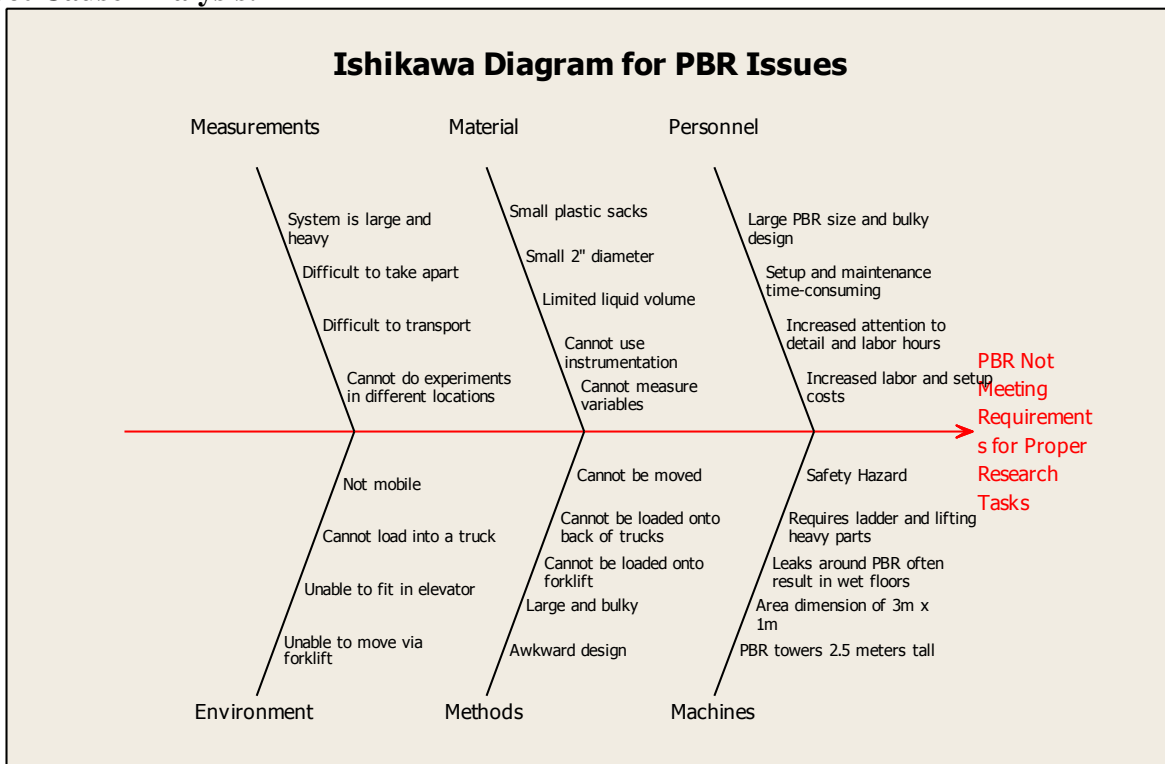 Ishikawa Diagram for PBR Issues
Measurements
Material
Personnel
System is large and
heavy
Difficult to take apart
Difficult to transport
Cannot do experiments
in different locations
Small plastic sacks
Small 2" diameter
Limited liquid volume
Cannot use
instrumentation
Cannot measure
variables
Large PBR size and bulky
design
Setup and maintenance
time-consuming
Increased attention to
detail and labor hours
Increased labor and setup
costs
PBR Not
Meeting
Requirement
s for Proper
Research
Tasks
Not mobile
Cannot load into a truck
Unable to fit in elevator
Unable to move via
forklift
Cannot be moved
Cannot be loaded onto
back of trucks
Cannot be loaded onto
forklift
Large and bulky
Awkward design
Safety Hazard
Requires ladder and lifting
heavy parts
Leaks around PBR often
result in wet floors
Area dimension of 3m x
1m
PBR towers 2.5 meters tall
Environment
Methods
Machines